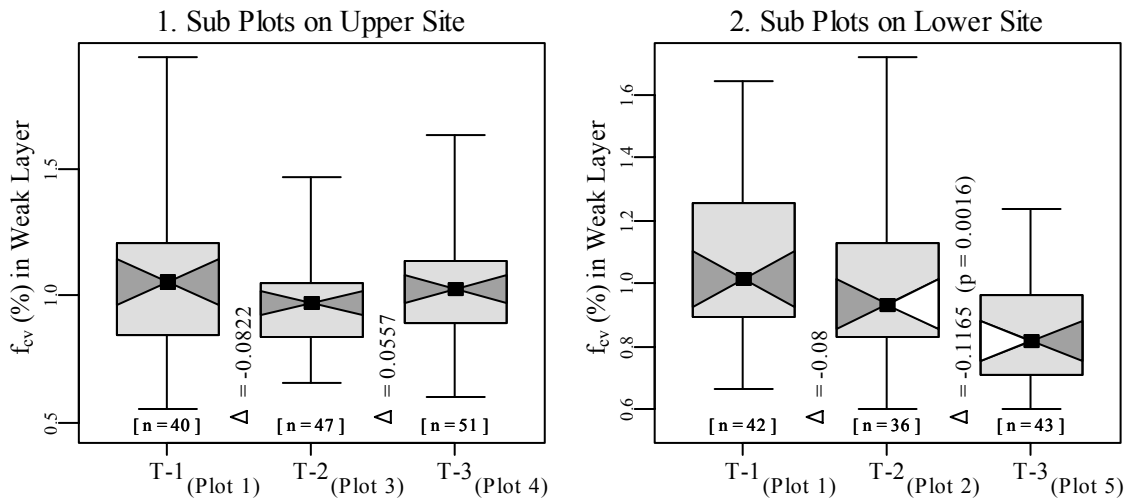 1. Sub Plots on Upper Site
f_cv (%) in Weak Layer
1.5
1.0
0.5
Δ = -0.0822
Δ = 0.0557
[ n = 40 ]
[ n = 47 ]
[ n = 51 ]
T-1 (Plot 1)
T-2 (Plot 3)
T-3 (Plot 4)
2. Sub Plots on Lower Site
f_cv (%) in Weak Layer
1.6
1.4
1.2
1.0
0.8
0.6
Δ = -0.08
Δ = -0.1165 (p = 0.0016)
[ n = 42 ]
[ n = 36 ]
[ n = 43 ]
T-1 (Plot 1)
T-2 (Plot 2)
T-3 (Plot 5)